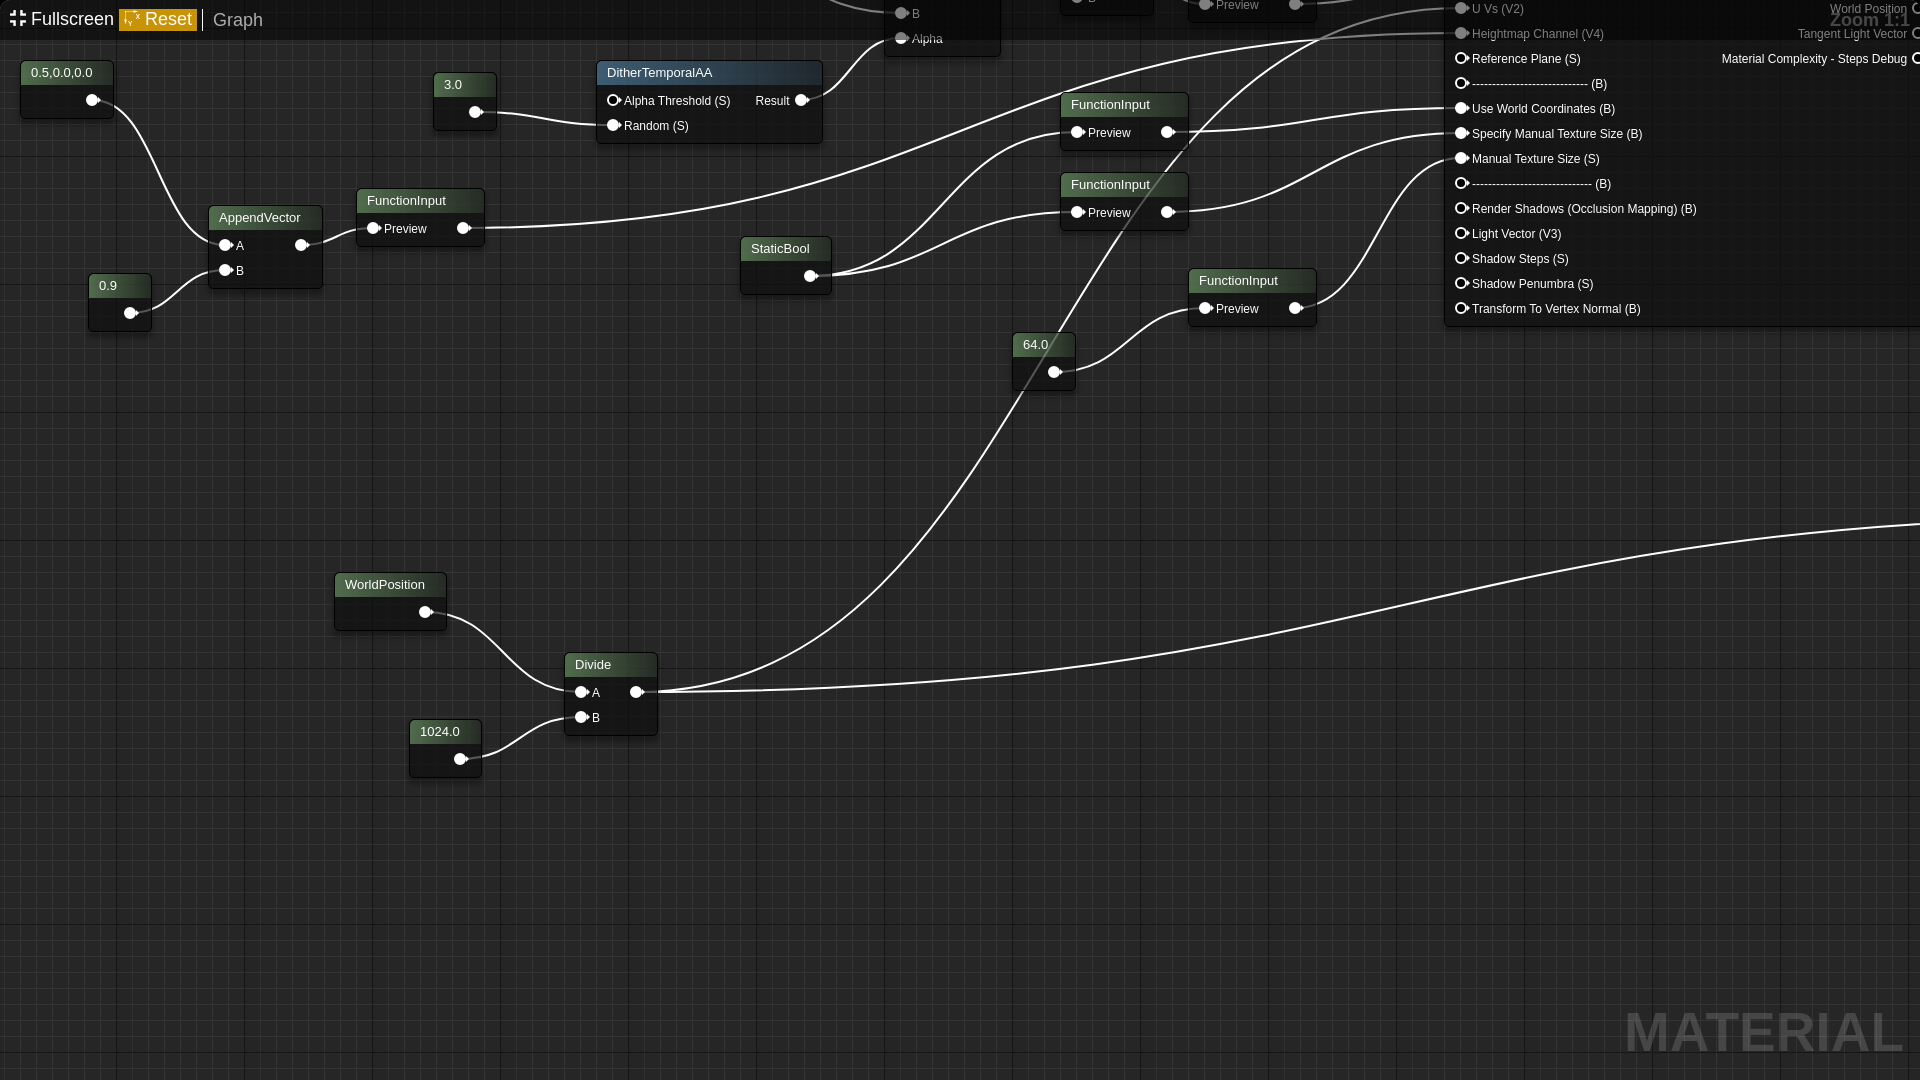 Fullscreen Reset Graph
Zoom 1:1
B
Alpha
Preview
U Vs (V2)
World Position
Heightmap Channel (V4)
Tangent Light Vector
Reference Plane (S)
Material Complexity - Steps Debug
---------------------------- (B)
Use World Coordinates (B)
Specify Manual Texture Size (B)
Manual Texture Size (S)
----------------------------- (B)
Render Shadows (Occlusion Mapping) (B)
Light Vector (V3)
Shadow Steps (S)
Shadow Penumbra (S)
Transform To Vertex Normal (B)
0.5,0.0,0.0
3.0
DitherTemporalAA
Alpha Threshold (S) Result
Random (S)
FunctionInput
Preview
FunctionInput
Preview
AppendVector
A
B
FunctionInput
Preview
StaticBool
0.9
FunctionInput
Preview
64.0
WorldPosition
Divide
A
B
1024.0
MATERIAL